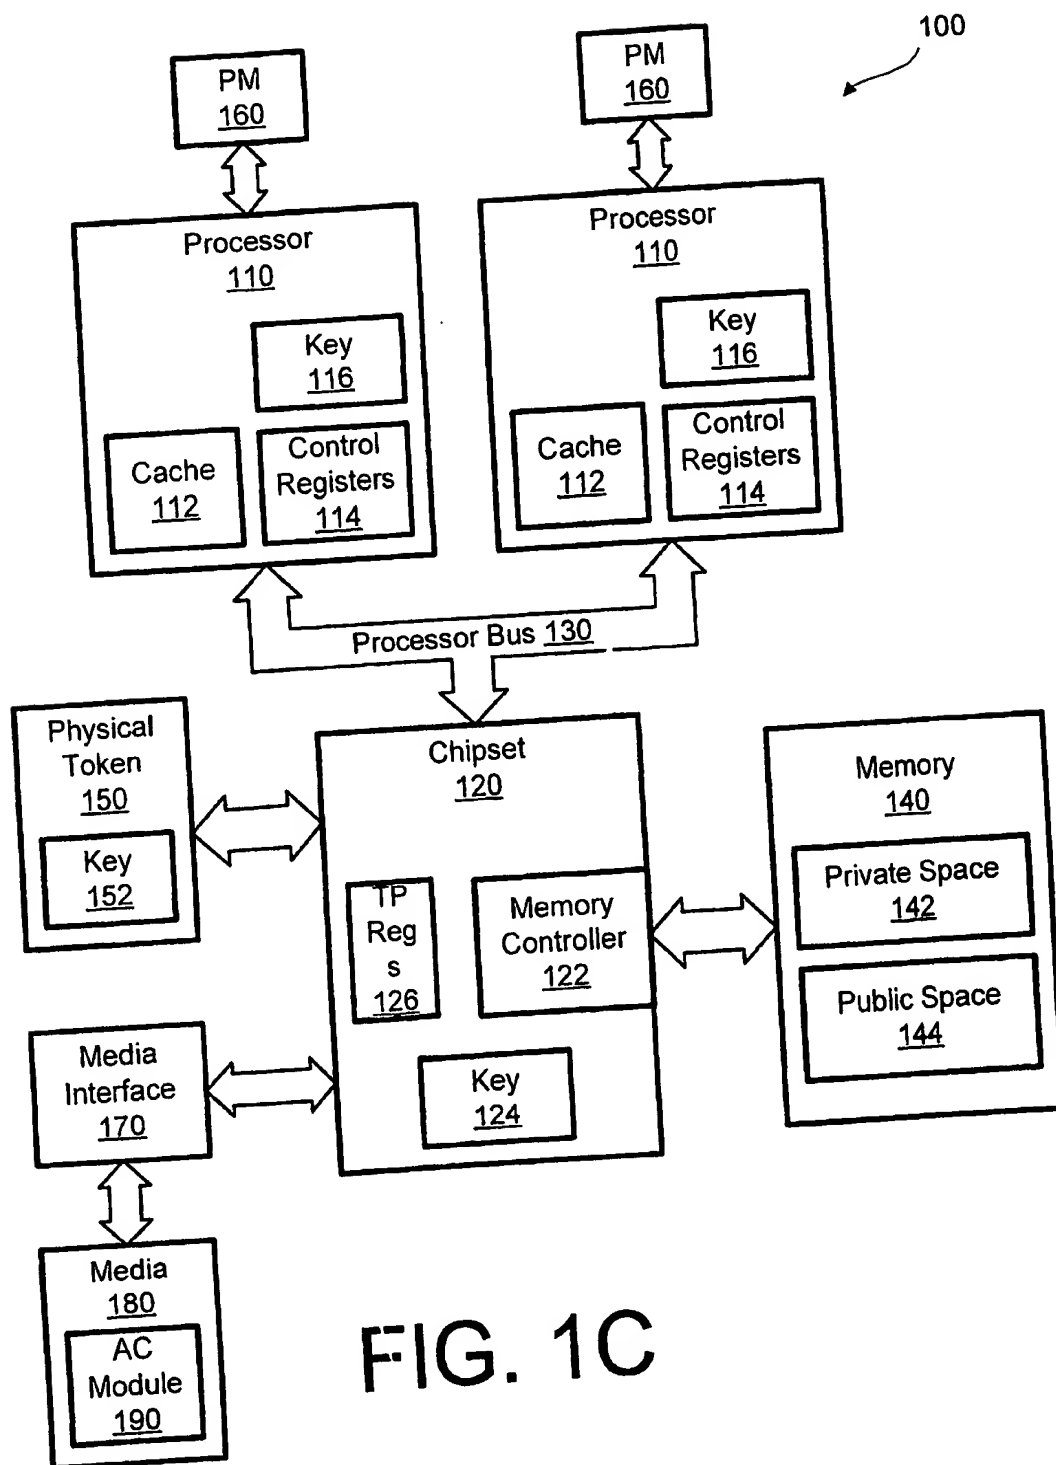 100
PM
160
PM
160
Processor
110
Key
116
Cache
112
Control
Registers
114
Processor
110
Key
116
Cache
112
Control
Registers
114
Processor Bus 130
Physical
Token
150
Key
152
Chipset
120
TP
Reg
s
126
Memory
Controller
122
Key
124
Memory
140
Private Space
142
Public Space
144
Media
Interface
170
Media
180
AC
Module
190
FIG. 1C